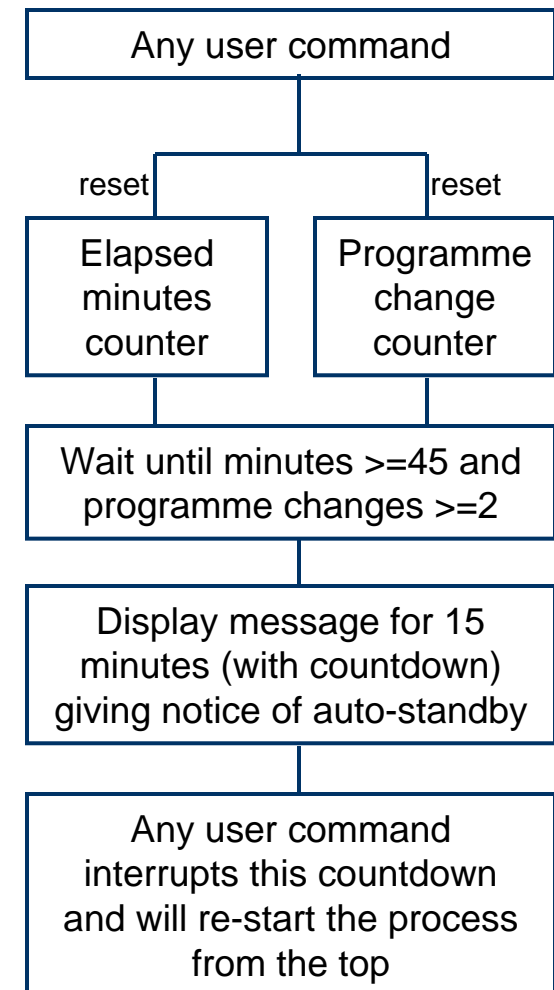 Any user command
reset
reset
Elapsed
minutes
counter
Programme
change
counter
Wait until minutes >=45 and
programme changes >=2
Display message for 15
minutes (with countdown)
giving notice of auto-standby
Any user command
interrupts this countdown
and will re-start the process
from the top